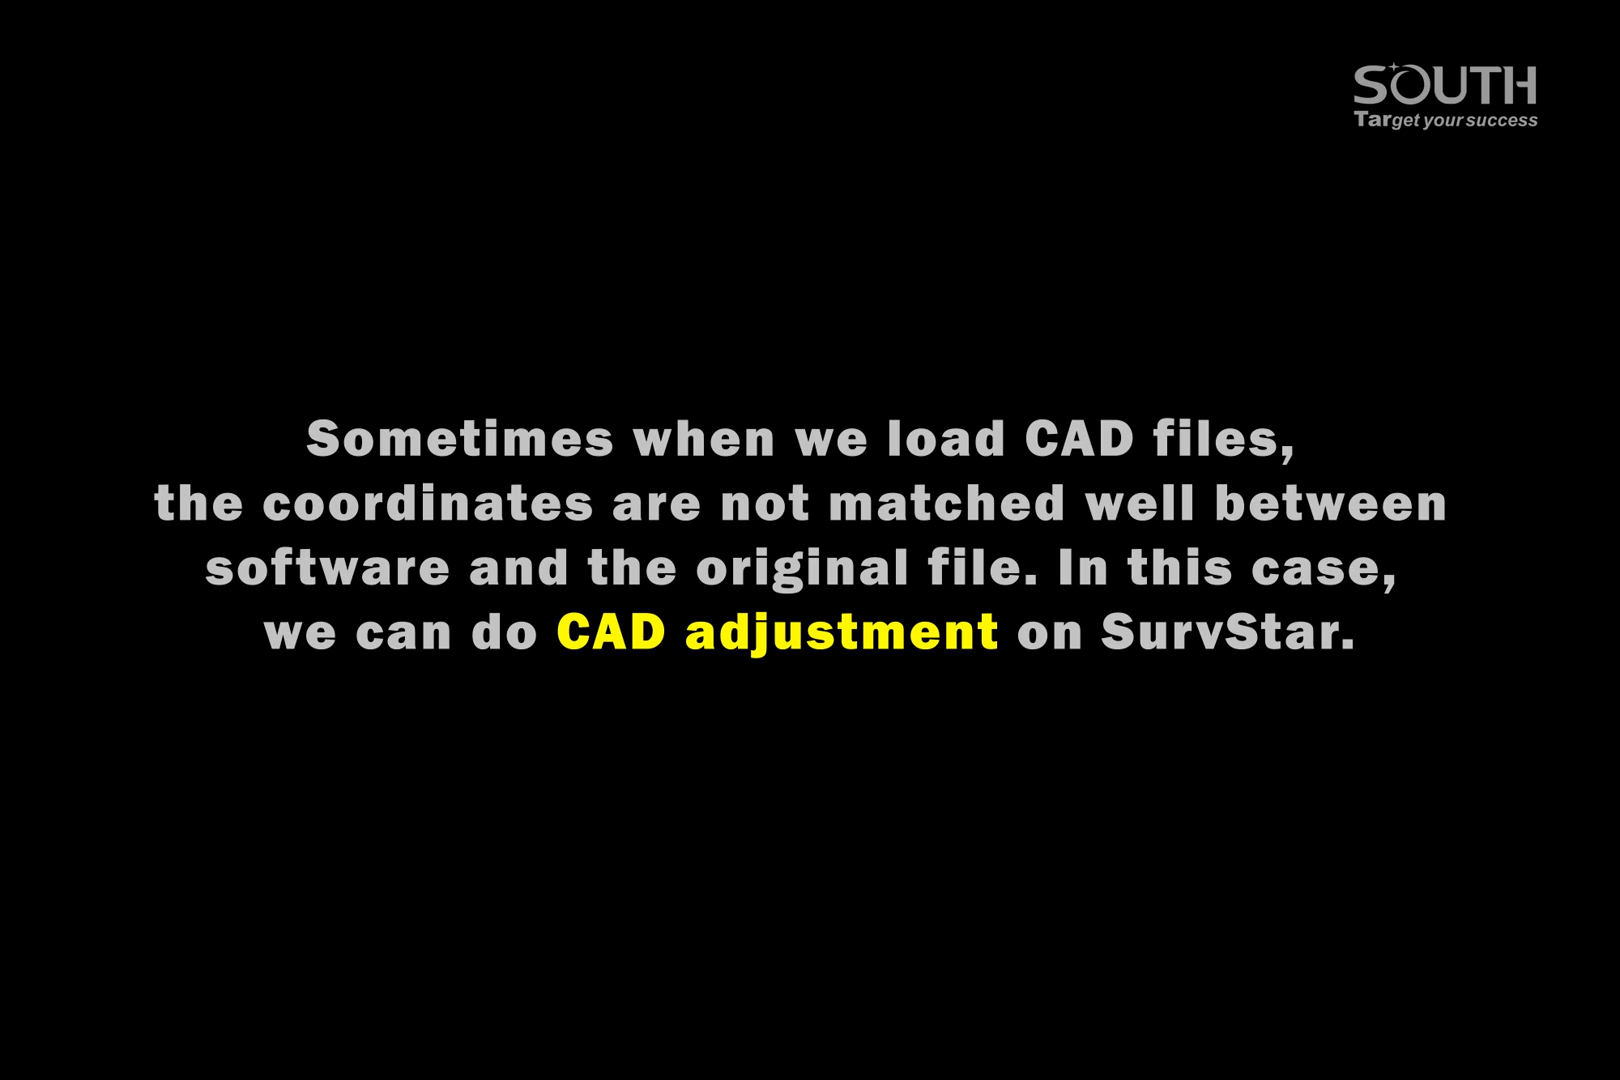 SOUTH
Target your success
Sometimes when we load CAD files,
the coordinates are not matched well between
software and the original file. In this case,
we can do CAD adjustment on SurvStar.